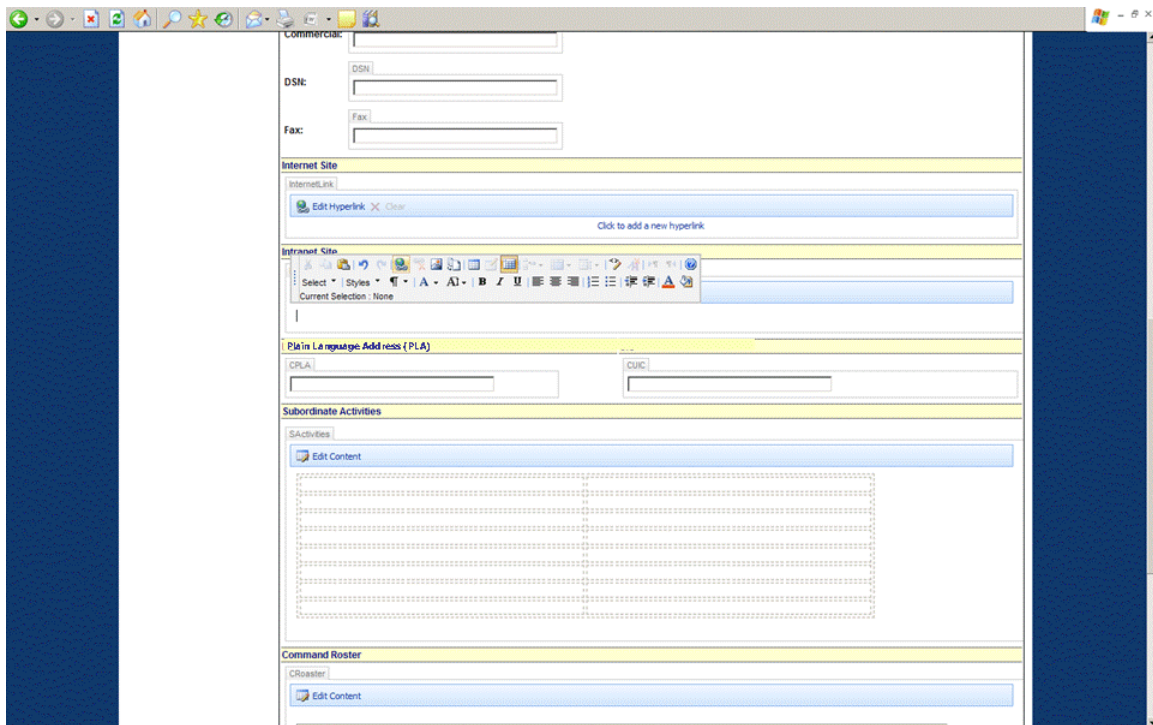 Commercial:
DSN
DSN:
Fax
Fax:
Internet Site
InternetLink
Edit Hyperlink Clear
Click to add a new hyperlink
Intranet Site
Select Styles A A B I U A
Current Selection : None
Plain Language Address (PLA)
CPLA CUIC
Subordinate Activities
SActivities
Edit Content
Command Roster
CRoaster
Edit Content